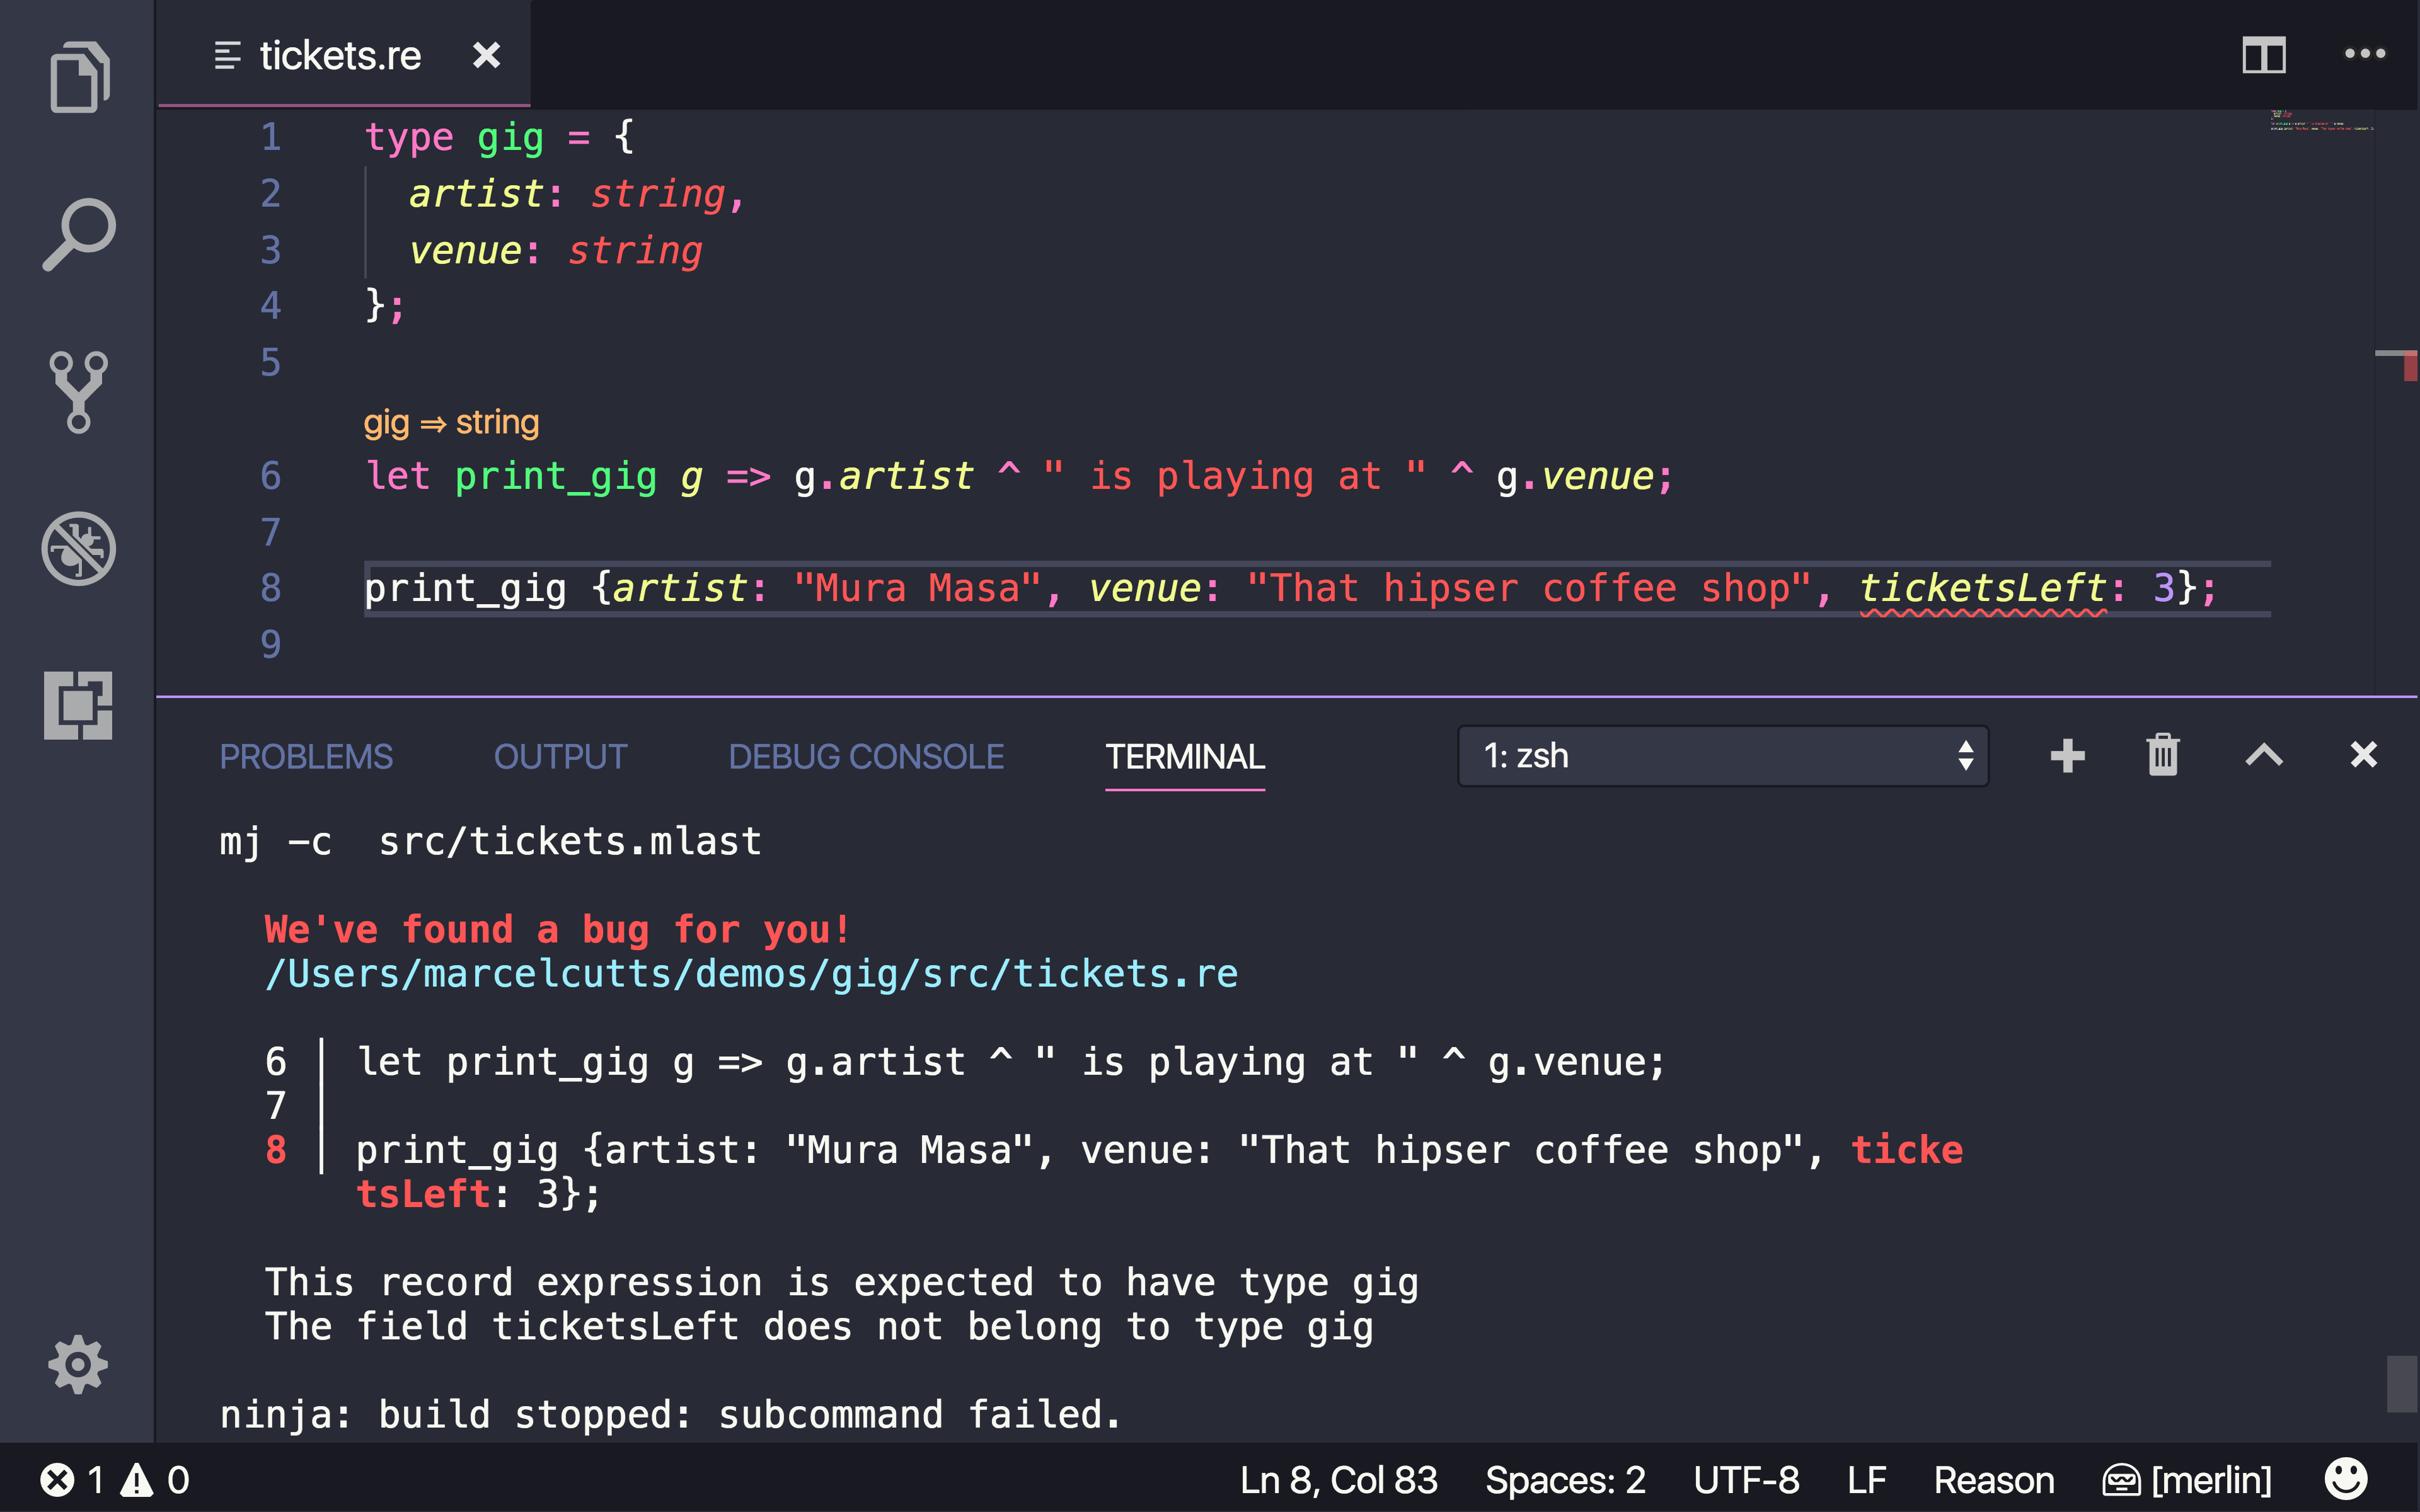 tickets.re
1 type gig = {
2 artist: string,
3 venue: string
4 };
5
gig ⇒ string
6 let print_gig g => g.artist ^ " is playing at " ^ g.venue;
7
8 print_gig {artist: "Mura Masa", venue: "That hipser coffee shop", ticketsLeft: 3};
9
PROBLEMS OUTPUT DEBUG CONSOLE TERMINAL 1: zsh
mj -c  src/tickets.mlast
We've found a bug for you!
/Users/marcelcutts/demos/gig/src/tickets.re
6 │ let print_gig g => g.artist ^ " is playing at " ^ g.venue;
7 │
8 │ print_gig {artist: "Mura Masa", venue: "That hipser coffee shop", ticke
tsLeft: 3};
This record expression is expected to have type gig
The field ticketsLeft does not belong to type gig
ninja: build stopped: subcommand failed.
1 0 Ln 8, Col 83 Spaces: 2 UTF-8 LF Reason [merlin]